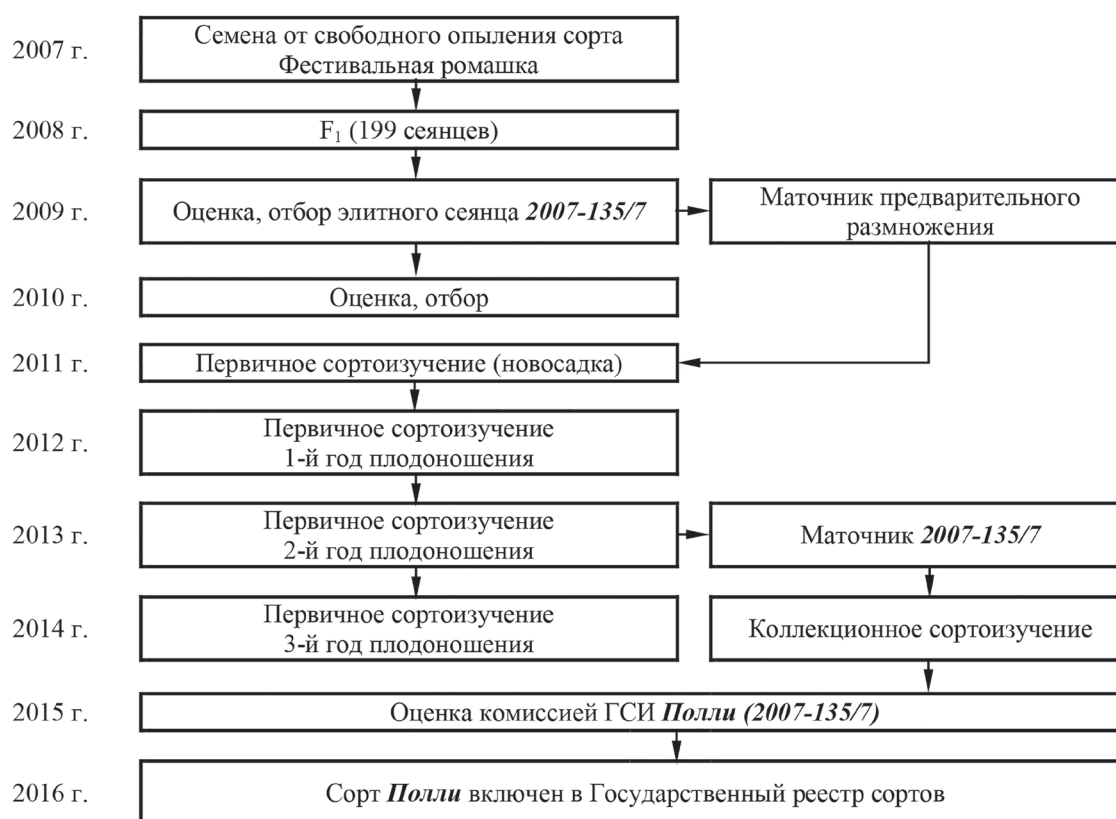 2007 г.
Семена от свободного опыления сорта
Фестивальная ромашка
2008 г.
F₁ (199 сеянцев)
2009 г.
Оценка, отбор элитного сеянца 2007-135/7
Маточник предварительного
размножения
2010 г.
Оценка, отбор
2011 г.
Первичное сортоизучение (новосадка)
2012 г.
Первичное сортоизучение
1-й год плодоношения
2013 г.
Первичное сортоизучение
2-й год плодоношения
Маточник 2007-135/7
2014 г.
Первичное сортоизучение
3-й год плодоношения
Коллекционное сортоизучение
2015 г.
Оценка комиссией ГСИ Полли (2007-135/7)
2016 г.
Сорт Полли включен в Государственный реестр сортов